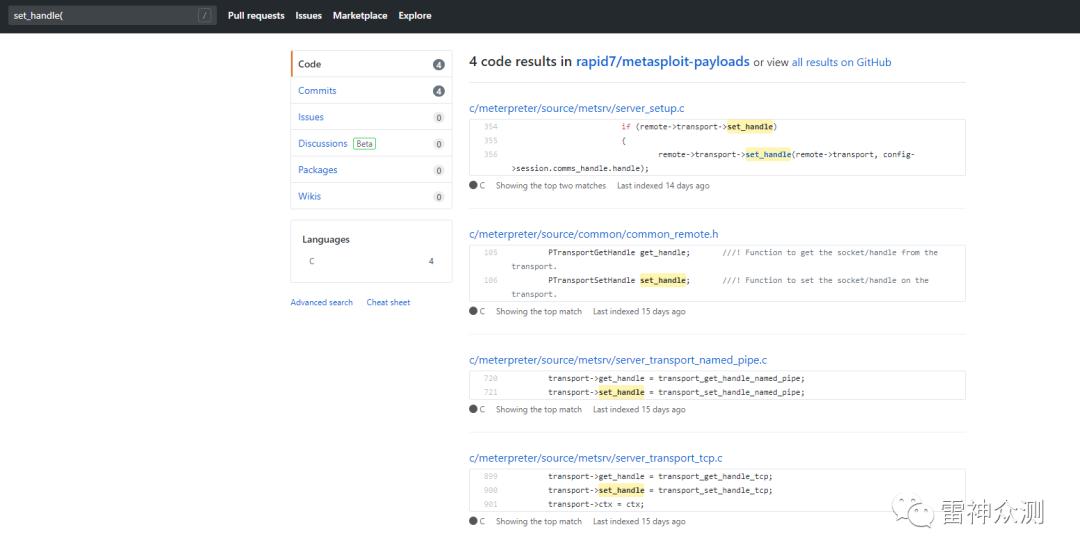 set_handle(
/
Pull requests Issues Marketplace Explore
Code 4
Commits 4
Issues 0
Discussions Beta 0
Packages 0
Wikis 0
Languages
C 4
Advanced search Cheat sheet
4 code results in rapid7/metasploit-payloads or view all results on GitHub
c/meterpreter/source/metsrv/server_setup.c
354 if (remote->transport->set_handle)
355 {
356 remote->transport->set_handle(remote->transport, config-
>session.comms_handle.handle);
C Showing the top two matches Last indexed 14 days ago
c/meterpreter/source/common/common_remote.h
105 PTransportGetHandle get_handle; ///! Function to get the socket/handle from the
transport.
106 PTransportSetHandle set_handle; ///! Function to set the socket/handle on the
transport.
C Showing the top match Last indexed 15 days ago
c/meterpreter/source/metsrv/server_transport_named_pipe.c
720 transport->get_handle = transport_get_handle_named_pipe;
721 transport->set_handle = transport_set_handle_named_pipe;
C Showing the top match Last indexed 15 days ago
c/meterpreter/source/metsrv/server_transport_tcp.c
899 transport->get_handle = transport_get_handle_tcp;
900 transport->set_handle = transport_set_handle_tcp;
901 transport->ctx = ctx;
C Showing the top match Last indexed 15 days ago
雷神众测